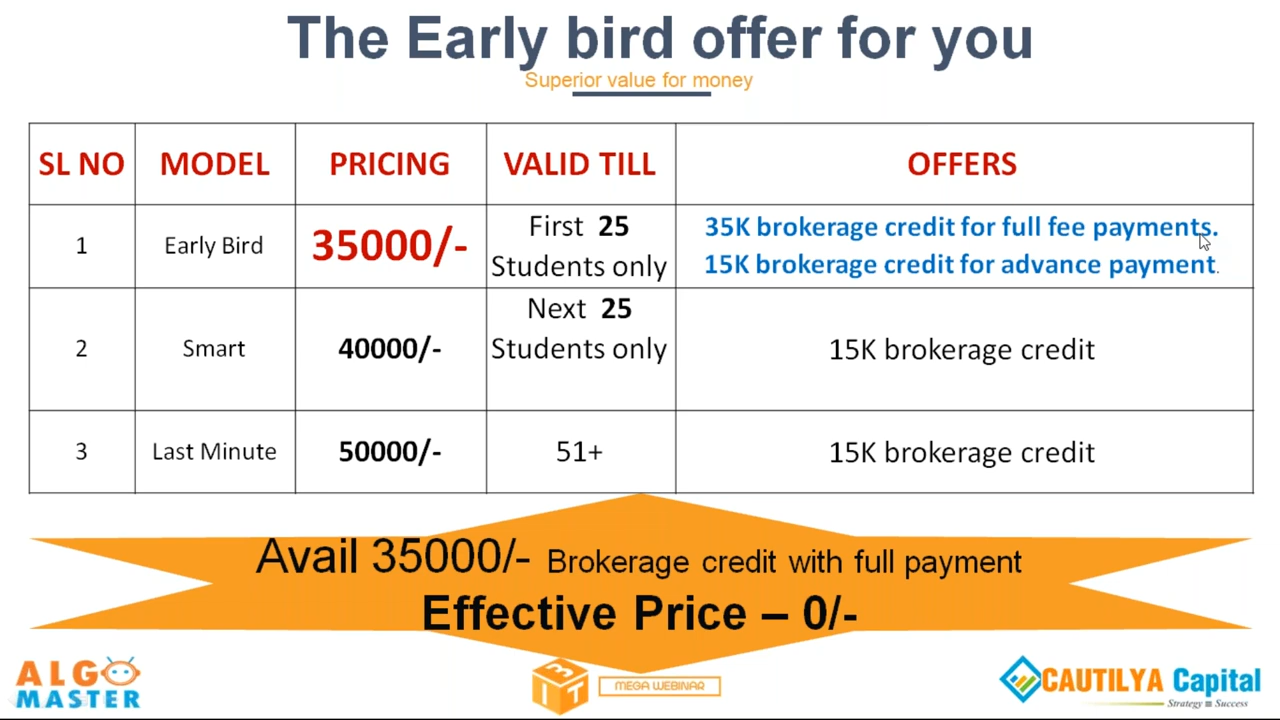 The Early bird offer for you
Superior value for money
SL NO MODEL PRICING VALID TILL OFFERS
1 Early Bird 35000/- First 25 Students only 35K brokerage credit for full fee payments. 15K brokerage credit for advance payment.
2 Smart 40000/- Next 25 Students only 15K brokerage credit
3 Last Minute 50000/- 51+ 15K brokerage credit
Avail 35000/- Brokerage credit with full payment
Effective Price – 0/-
ALGO MASTER
B I T
MEGA WEBINAR
CAUTILYA Capital
Strategy = Success